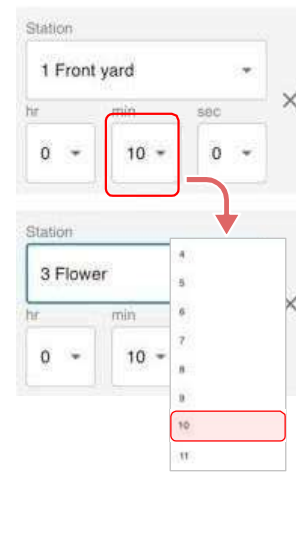 Station
1 Front yard
hr min sec
0 10 0
Station
3 Flower
hr min
0 10
4
5
6
7
8
9
10
11